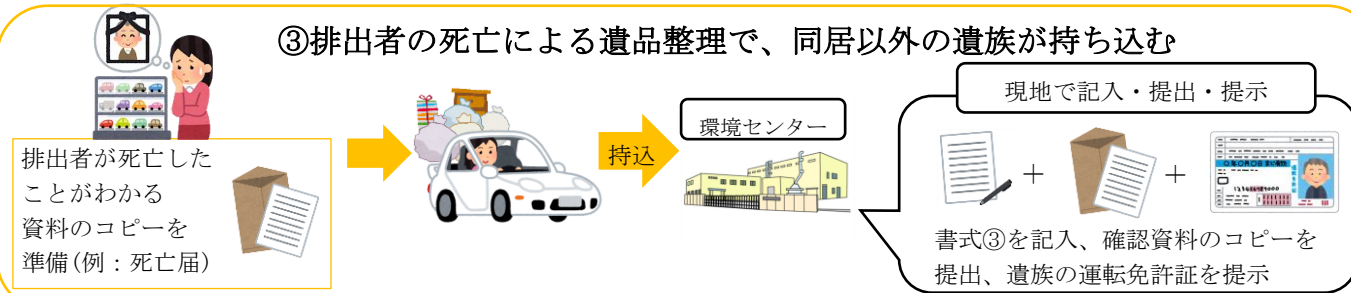 ③排出者の死亡による遺品整理で、同居以外の遺族が持ち込む
排出者が死亡した
ことがわかる
資料のコピーを
準備(例：死亡届)
持込
環境センター
現地で記入・提出・提示
＋
＋
書式③を記入、確認資料のコピーを
提出、遺族の運転免許証を提示